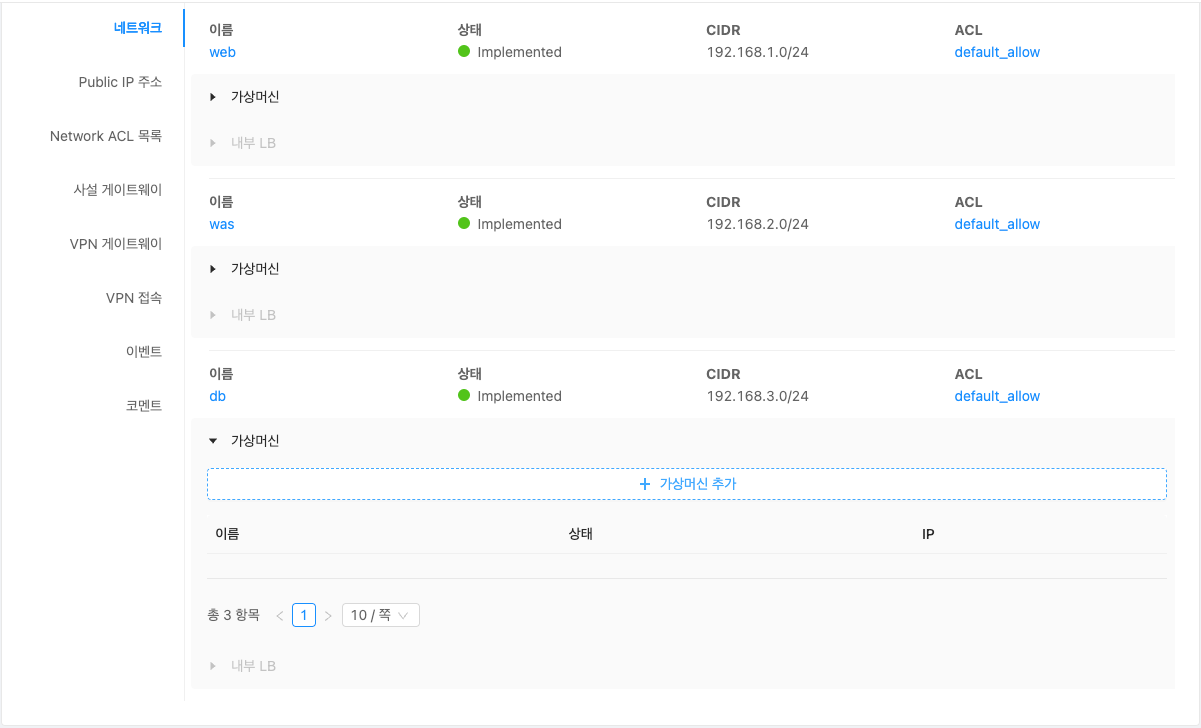 네트워크
Public IP 주소
Network ACL 목록
사설 게이트웨이
VPN 게이트웨이
VPN 접속
이벤트
코멘트
이름 상태 CIDR ACL
web Implemented 192.168.1.0/24 default_allow
가상머신
내부 LB
이름 상태 CIDR ACL
was Implemented 192.168.2.0/24 default_allow
가상머신
내부 LB
이름 상태 CIDR ACL
db Implemented 192.168.3.0/24 default_allow
가상머신
+ 가상머신 추가
이름 상태 IP
총 3 항목 < 1 > 10 / 쪽
내부 LB